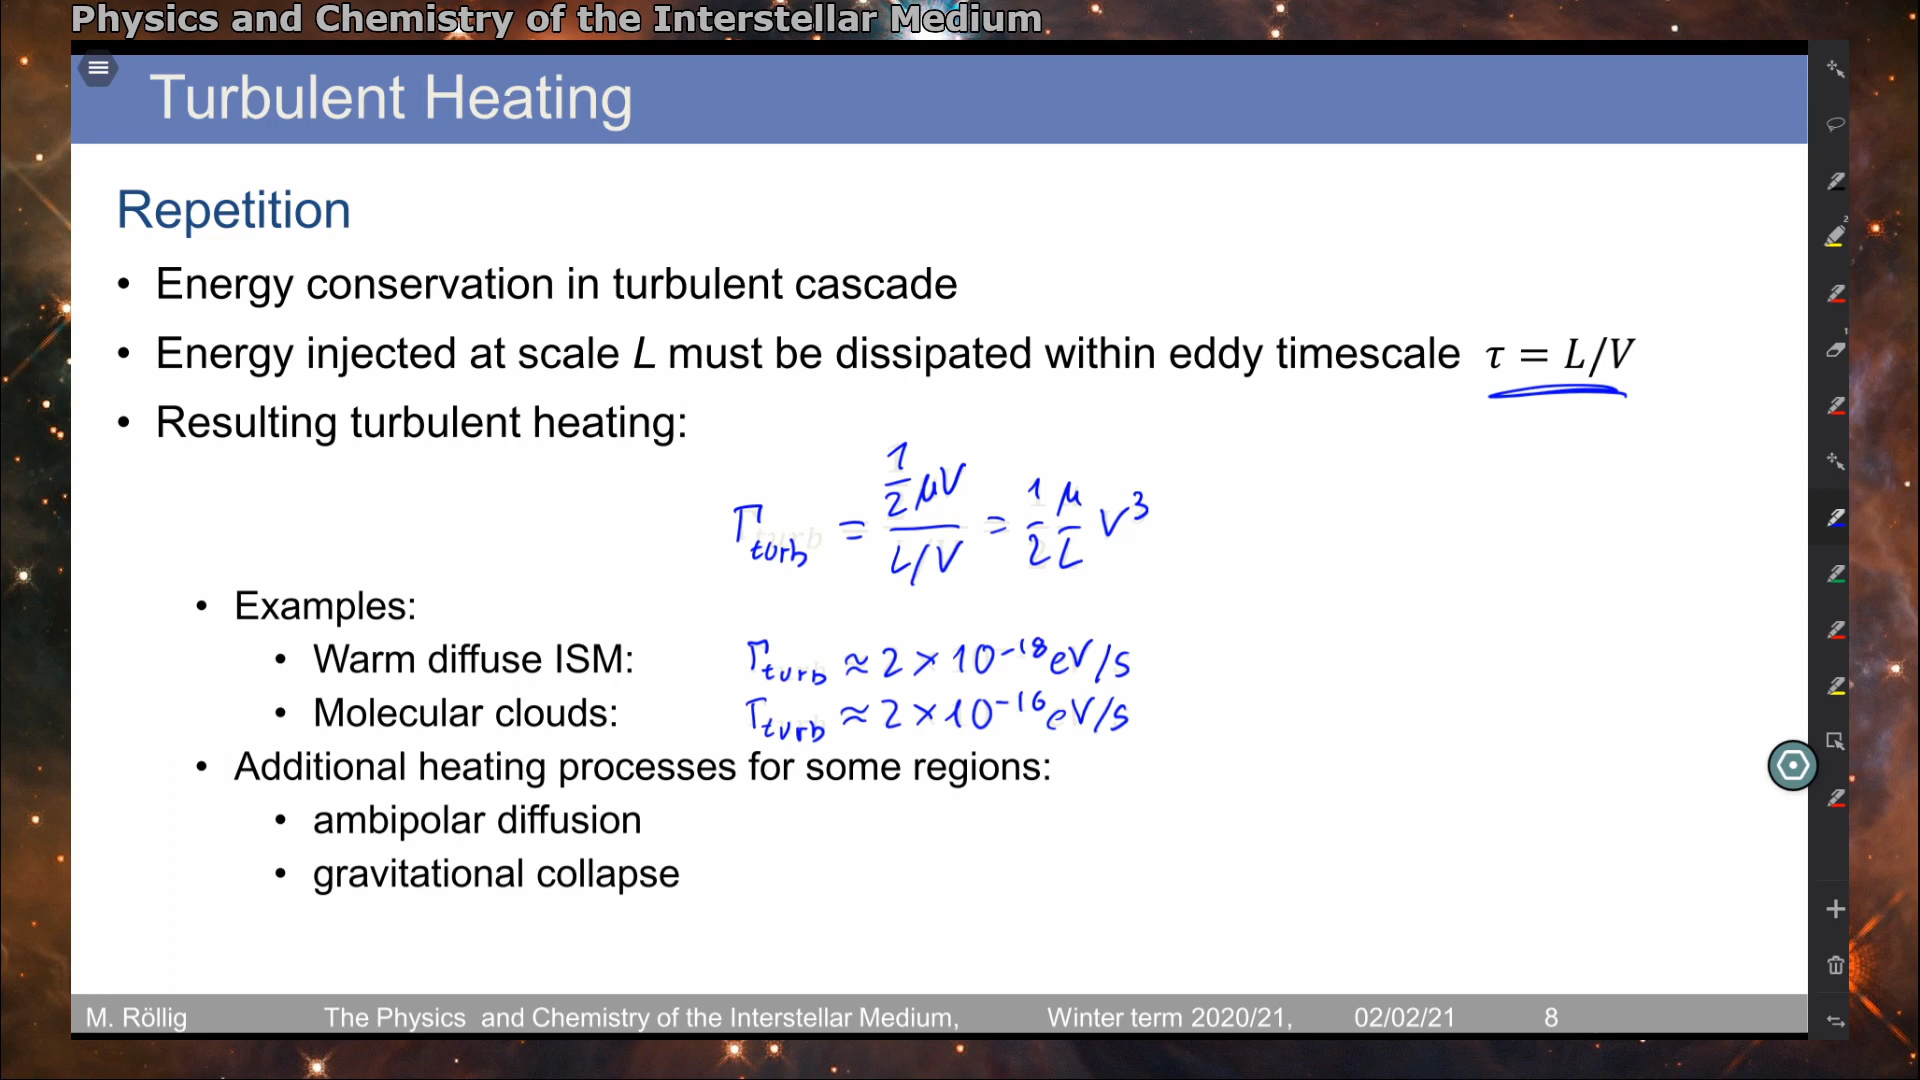 Physics and Chemistry of the Interstellar Medium
Turbulent Heating
Repetition
• Energy conservation in turbulent cascade
• Energy injected at scale L must be dissipated within eddy timescale τ = L/V
• Resulting turbulent heating:
Γ_turb = (1/2 μV)/(L/V) = 1/2 μ/L V³
• Examples:
• Warm diffuse ISM: Γ_turb ≈ 2 × 10⁻¹⁸ eV/s
• Molecular clouds: Γ_turb ≈ 2 × 10⁻¹⁶ eV/s
• Additional heating processes for some regions:
• ambipolar diffusion
• gravitational collapse
M. Röllig The Physics and Chemistry of the Interstellar Medium, Winter term 2020/21, 02/02/21 8